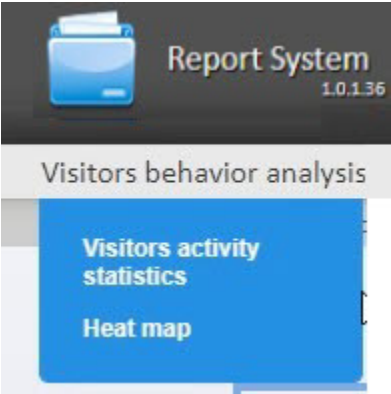 Report System
1.0.1.36
Visitors behavior analysis
Visitors activity
statistics
Heat map